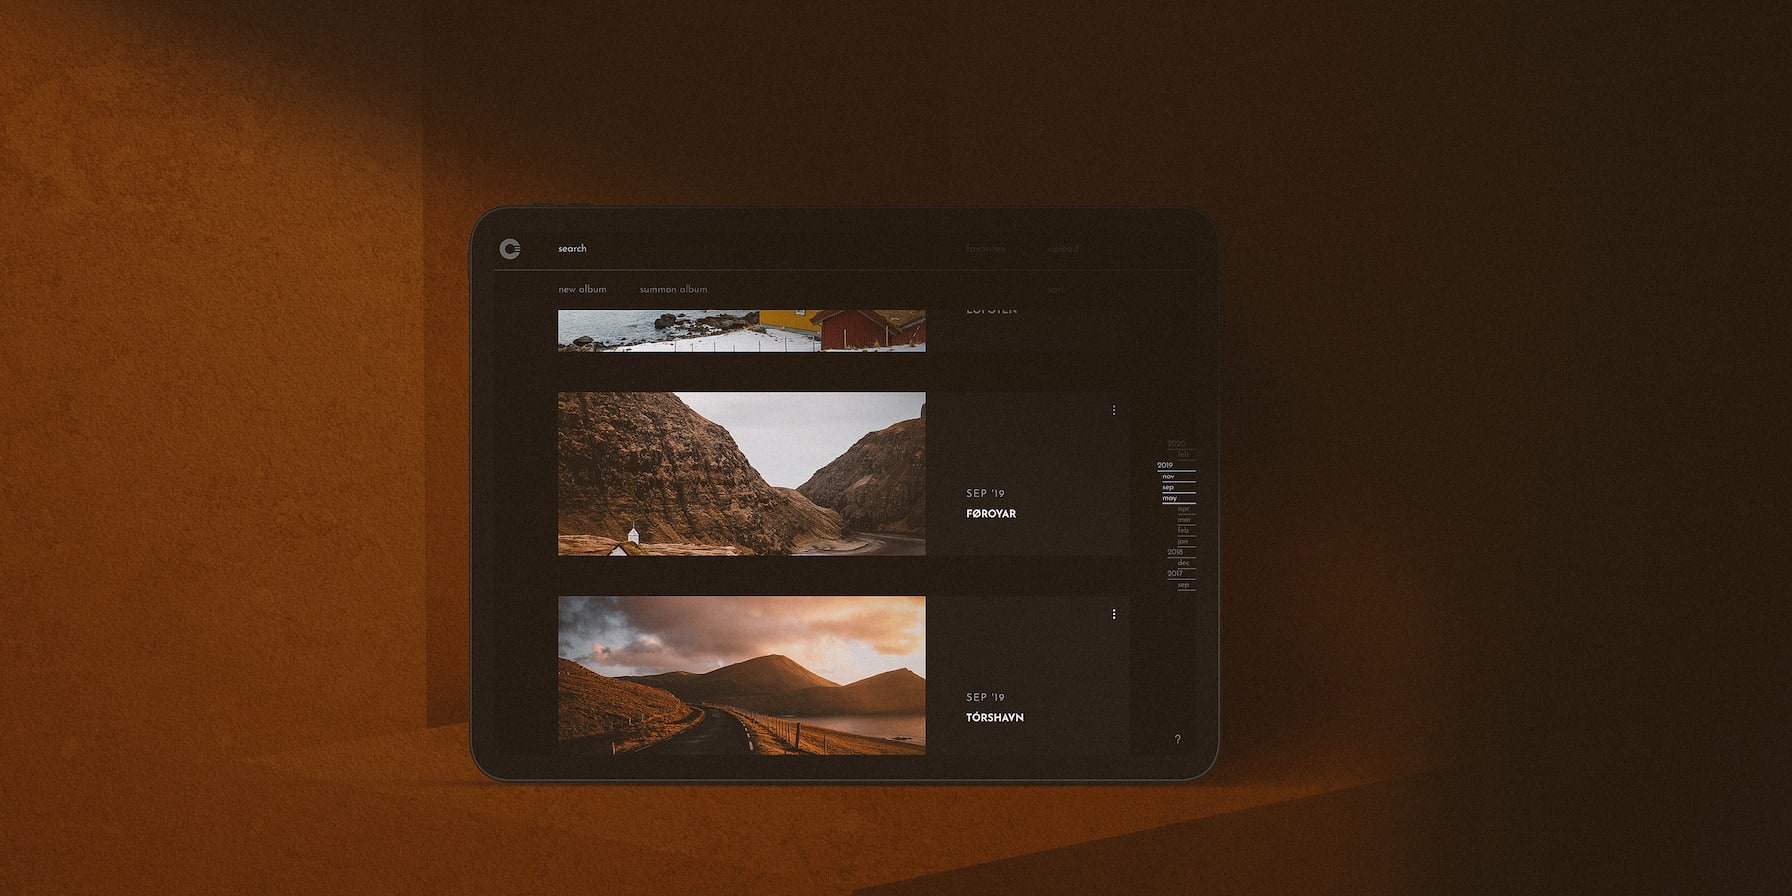 search favorites upload
new album summon album sort
LOFOTEN
SEP '19
FØROYAR
2020
feb
2019
nov
sep
may
apr
mar
feb
jan
2018
dec
2017
sep
SEP '19
TÓRSHAVN
?